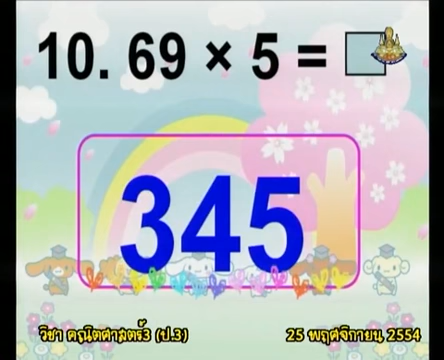 10. 69 × 5 =
345
วิชา คณิตศาสตร์3 (ป.3)
25 พฤศจิกายน 2554